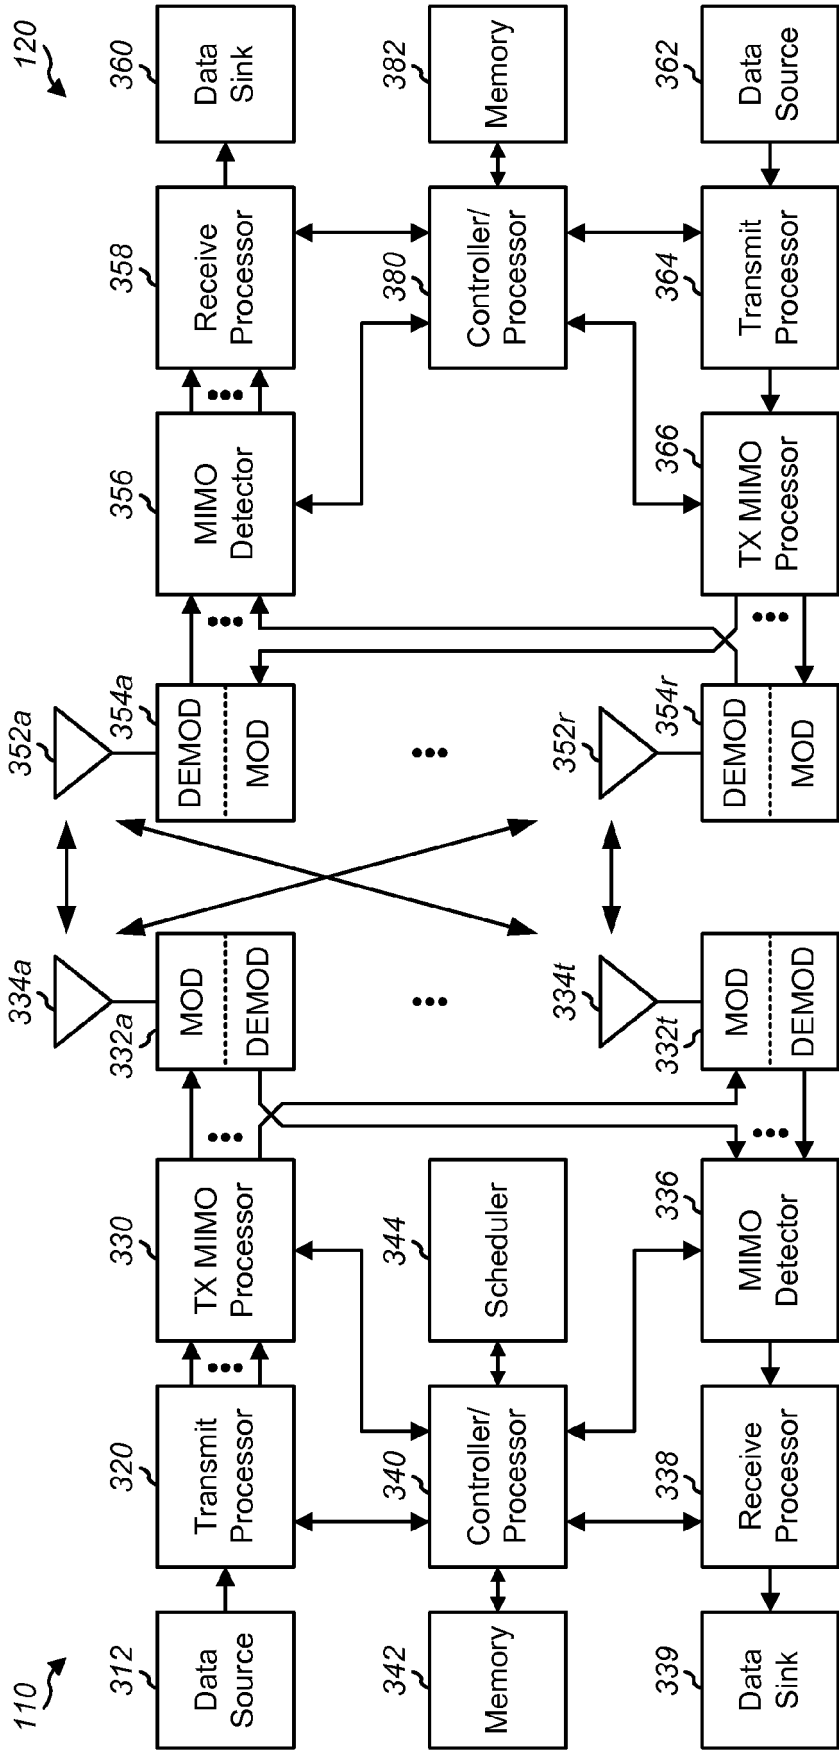 110
120
312
Data
Source
320
Transmit
Processor
330
TX MIMO
Processor
334a
332a
MOD
DEMOD
352a
354a
DEMOD
MOD
356
MIMO
Detector
358
Receive
Processor
360
Data
Sink
342
Memory
340
Controller/
Processor
344
Scheduler
380
Controller/
Processor
382
Memory
339
Data
Sink
338
Receive
Processor
336
MIMO
Detector
334t
332t
MOD
DEMOD
352r
354r
DEMOD
MOD
366
TX MIMO
Processor
364
Transmit
Processor
362
Data
Source